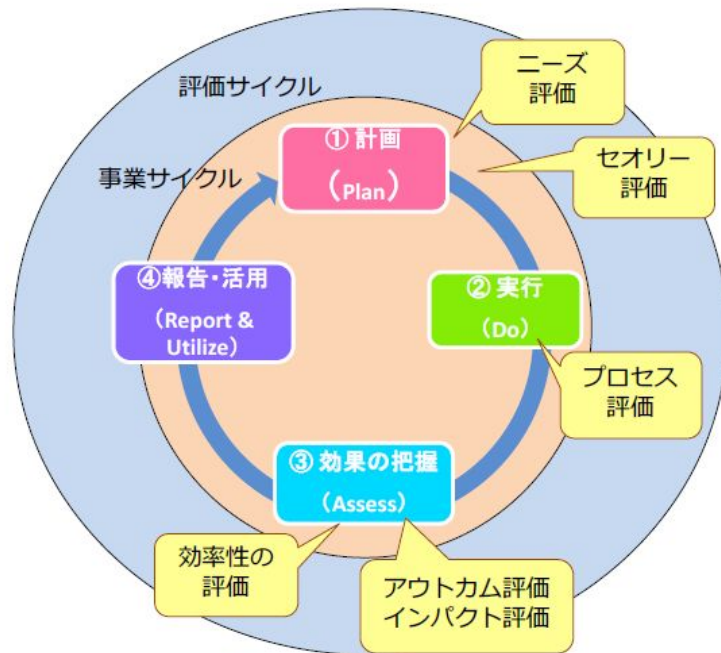 評価サイクル
ニーズ
評価
① 計画
(Plan)
事業サイクル
セオリー
評価
④報告・活用
(Report &
Utilize)
② 実行
(Do)
プロセス
評価
③ 効果の把握
(Assess)
効率性の
評価
アウトカム評価
インパクト評価